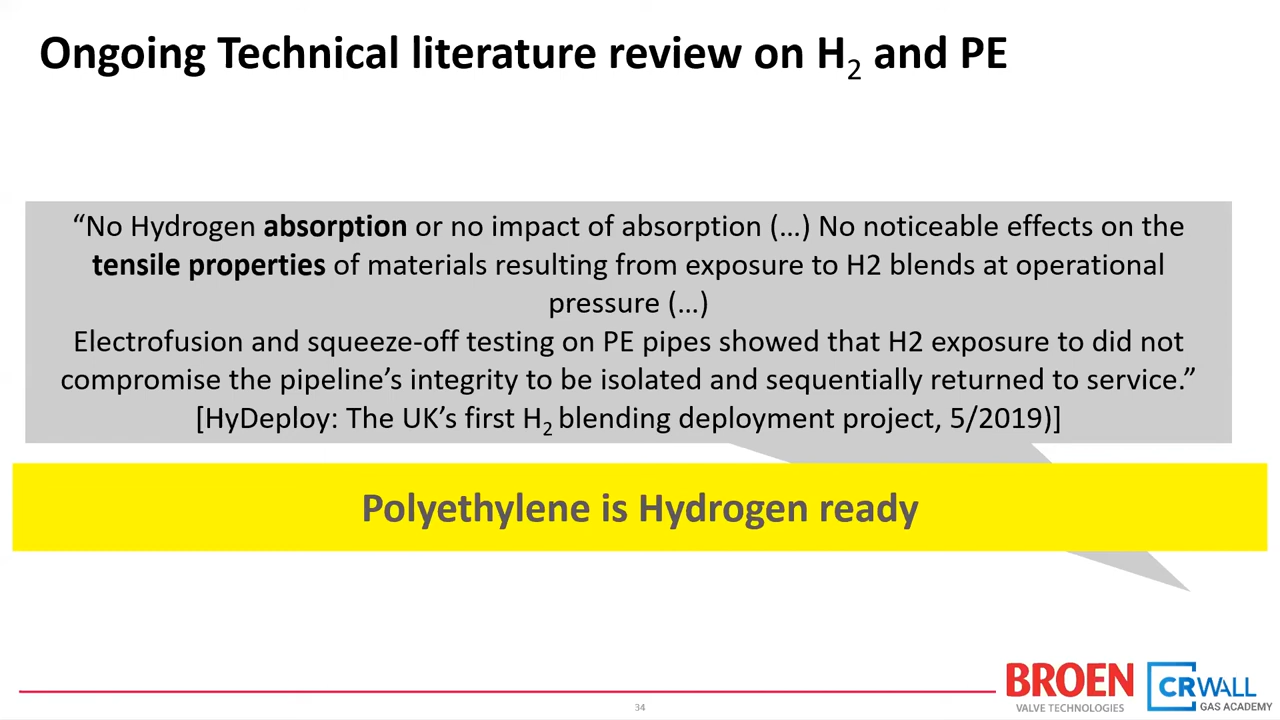 Ongoing Technical literature review on H₂ and PE
“No Hydrogen absorption or no impact of absorption (…) No noticeable effects on the
tensile properties of materials resulting from exposure to H2 blends at operational
pressure (…)
Electrofusion and squeeze-off testing on PE pipes showed that H2 exposure to did not
compromise the pipeline’s integrity to be isolated and sequentially returned to service.”
[HyDeploy: The UK’s first H₂ blending deployment project, 5/2019)]
Polyethylene is Hydrogen ready
BROEN
VALVE TECHNOLOGIES
CRWALL
GAS ACADEMY
34